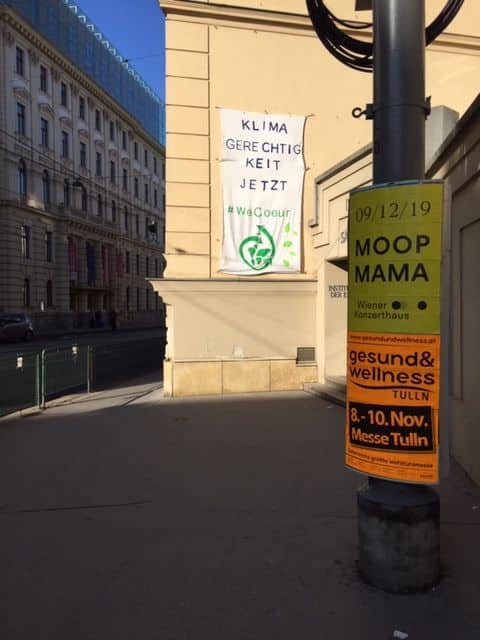 KLIMA
GERECHTIG
KEIT
JETZT
#WeCoeur
09/12/19
MOOP
MAMA
Wiener
Konzerthaus
www.gesundundwellness.at
gesund&
wellness
TULLN
8.-10. Nov.
Messe Tulln